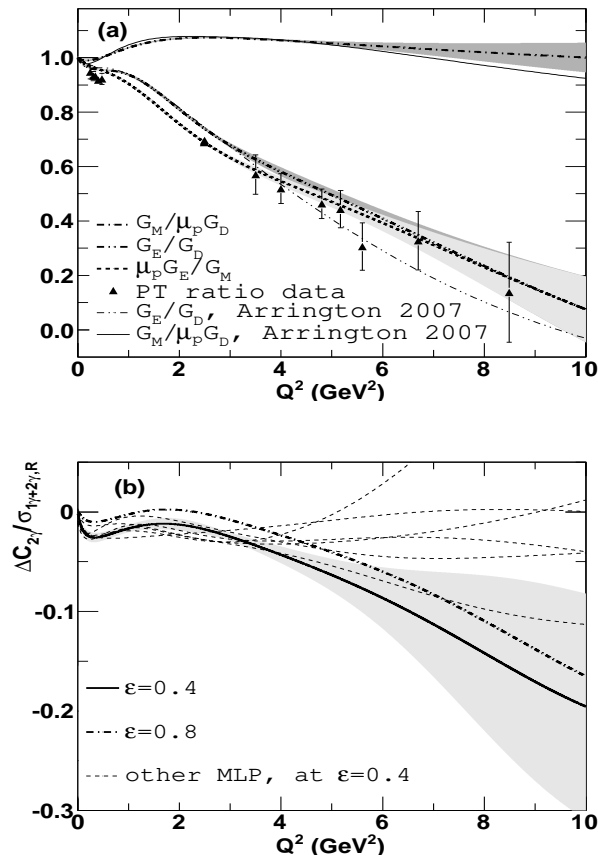 (a)
1.0
0.8
0.6
0.4
0.2
0.0
G_M/μ_pG_D
G_E/G_D
μ_pG_E/G_M
PT ratio data
G_E/G_D, Arrington 2007
G_M/μ_pG_D, Arrington 2007
0 2 4 6 8 10
Q² (GeV²)
(b)
ΔC_2γ/σ_1γ+2γ,R
0
-0.1
-0.2
-0.3
ε=0.4
ε=0.8
other MLP, at ε=0.4
0 2 4 6 8 10
Q² (GeV²)